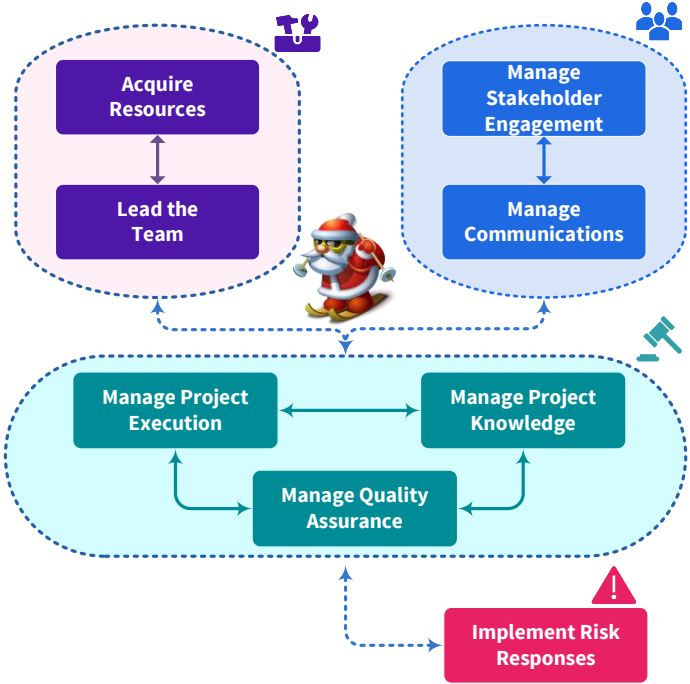 Acquire
Resources
Lead the
Team
Manage
Stakeholder
Engagement
Manage
Communications
Manage Project
Execution
Manage Project
Knowledge
Manage Quality
Assurance
!
Implement Risk
Responses